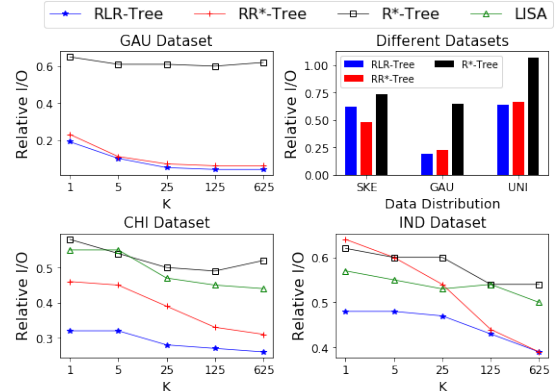 RLR-Tree RR*-Tree R*-Tree LISA
GAU Dataset
Relative I/O
0.6
0.4
0.2
1 5 25 125 625
K
Different Datasets
Relative I/O
1.00
0.75
0.50
0.25
0.00
RLR-Tree R*-Tree
RR*-Tree
SKE GAU UNI
Data Distribution
CHI Dataset
Relative I/O
0.5
0.4
0.3
1 5 25 125 625
K
IND Dataset
Relative I/O
0.6
0.5
0.4
1 5 25 125 625
K